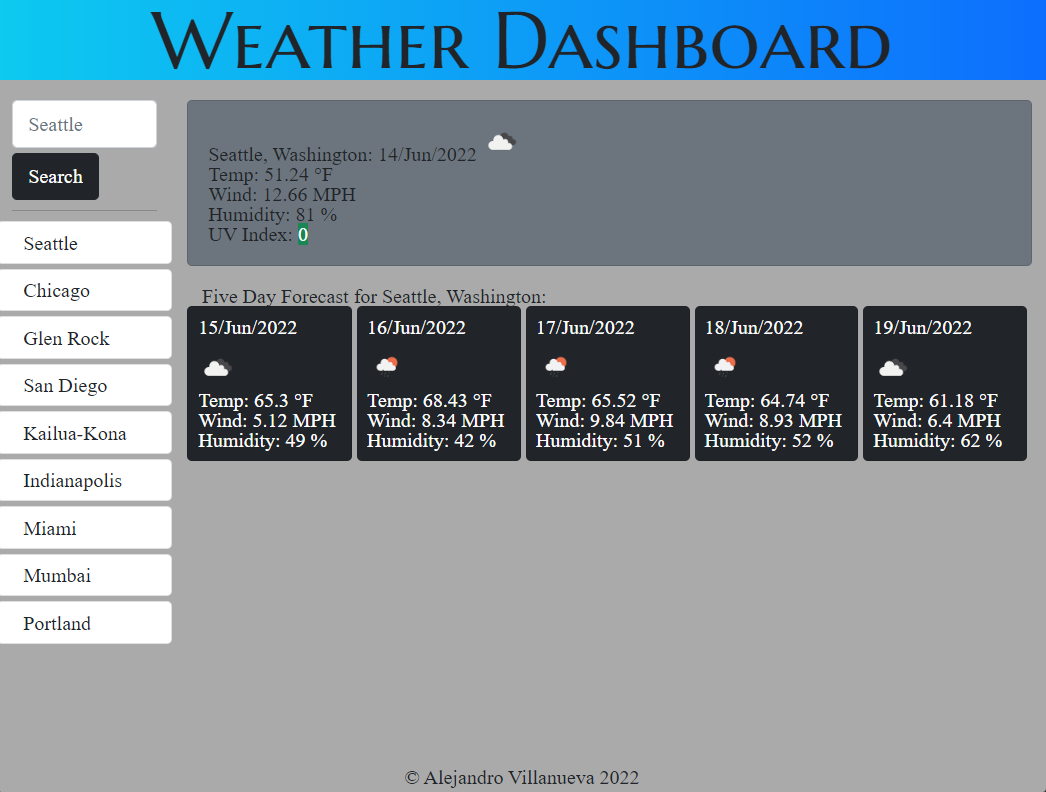 Weather Dashboard
Seattle
Search
Seattle
Chicago
Glen Rock
San Diego
Kailua-Kona
Indianapolis
Miami
Mumbai
Portland
Seattle, Washington: 14/Jun/2022
Temp: 51.24 °F
Wind: 12.66 MPH
Humidity: 81 %
UV Index: 0
Five Day Forecast for Seattle, Washington:
15/Jun/2022
Temp: 65.3 °F
Wind: 5.12 MPH
Humidity: 49 %
16/Jun/2022
Temp: 68.43 °F
Wind: 8.34 MPH
Humidity: 42 %
17/Jun/2022
Temp: 65.52 °F
Wind: 9.84 MPH
Humidity: 51 %
18/Jun/2022
Temp: 64.74 °F
Wind: 8.93 MPH
Humidity: 52 %
19/Jun/2022
Temp: 61.18 °F
Wind: 6.4 MPH
Humidity: 62 %
© Alejandro Villanueva 2022